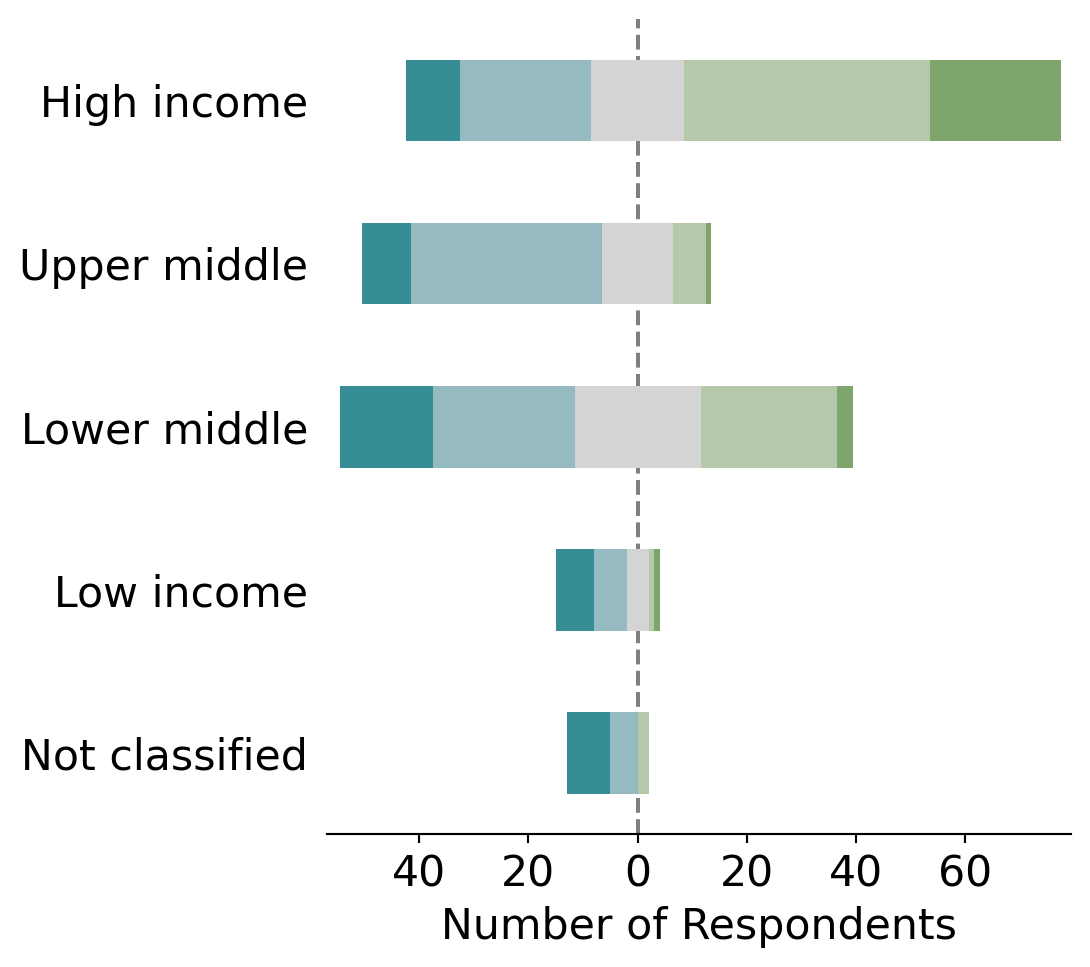 High income
Upper middle
Lower middle
Low income
Not classified
40 20 0 20 40 60
Number of Respondents